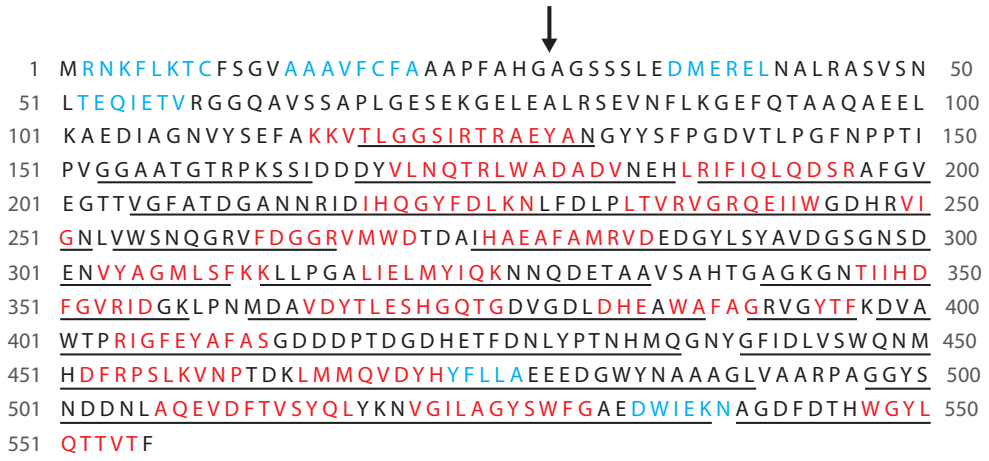 1 MRNKFLKTCFSGVAAAVFCFAAAPFAHGAGSSSLEDMERELNALRASVSN 50
51 LTEQIETVRGGQAVSSAPLGESEKGELEALRSEVNFLKGEFQTAAQAEEL 100
101 KAEDIAGNVYSEFAKKVTLGGSIRTRAEYANGYYSFPGDVTLPGFNPPTI 150
151 PVGGAATGTRPKSSIDDDYVLNQTRLWADADVNEHLRIFIQLQDSRAFGV 200
201 EGTTVGFATDGANNRIDIHQGYFDLKNLFDLPLTVRVGRQEIIWGDHRVI 250
251 GNLVWSNQGRVFDGGRVMWDTDAIHAEAFAMRVDEDGYLSYAVDGSGNSD 300
301 ENVYAGMLSFKKLLPGALIELMYIQKNNQDETAAVSAHTGAGKGNTIIHD 350
351 FGVRIDGKLPNMDAVDYTLESHGQTGDVGDLDHEAWAFAGRVGYTFKDVA 400
401 WTPRIGFEYAFASGDDDPTDGDHETFDNLYPTNHMQGNYGFIDLVSWQNM 450
451 HDFRPSLKVNPTDKLMMQVDYHYFLLAEEEDGWYNAAAGLVAARPAGGYS 500
501 NDDNLAQEVDFTVSYQLYKNVGILAGYSWFGAEDWIEKNAGDFDTHWGYL 550
551 QTTVTF